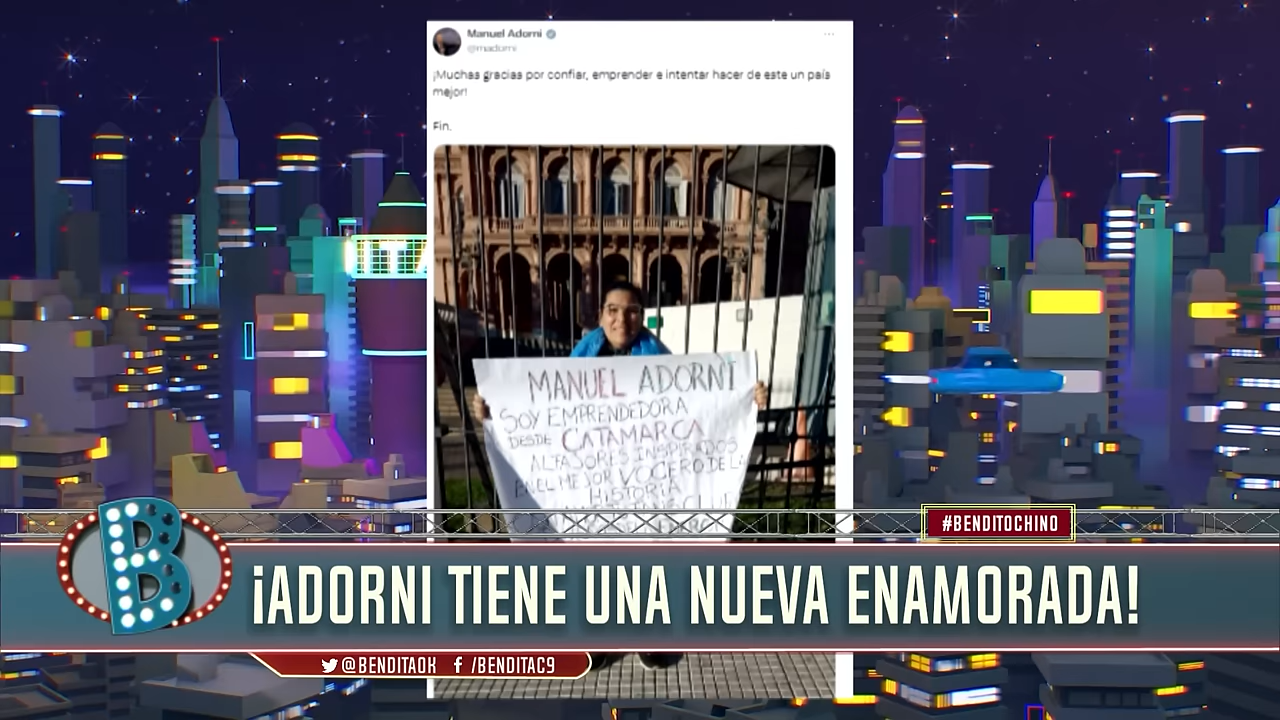 Manuel Adorni
@madorni
¡Muchas gracias por confiar, emprender e intentar hacer de este un país
mejor!
Fin.
MANUEL ADORNI
SOY EMPRENDEDORA
DESDE CATAMARCA
ALFAJORES INSPIRADOS
EN EL MEJOR VOCERO DE LA
HISTORIA
#BENDITOCHINO
B
¡ADORNI TIENE UNA NUEVA ENAMORADA!
@BENDITAOK f /BENDITAC9